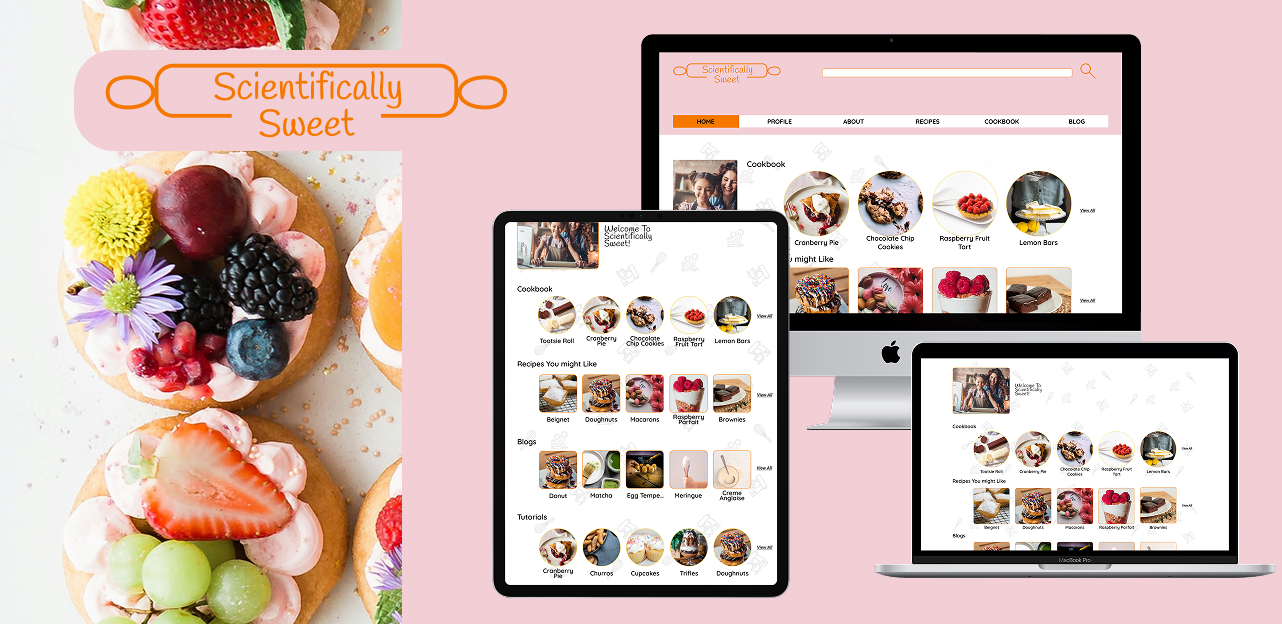 Scientifically
Sweet
Scientifically
Sweet
HOME PROFILE ABOUT RECIPES COOKBOOK BLOG
Cookbook
Cranberry Pie
Chocolate Chip
Cookies
Raspberry Fruit
Tart
Lemon Bars
View All
u might Like
View All
Welcome To
Scientifically
Sweet!
Cookbook
Tootsie Roll
Cranberry
Pie
Chocolate
Chip Cookies
Raspberry
Fruit Tart
Lemon Bars
View All
Recipes You might Like
Beignet
Doughnuts
Macarons
Raspberry
Parfait
Brownies
View All
Blogs
Donut
Matcha
Egg Tempe...
Meringue
Creme
Anglaise
View All
Tutorials
Cranberry
Pie
Churros
Cupcakes
Trifles
Doughnuts
View All
Welcome To
Scientifically
Sweet!
Cookbook
Tootsie Roll
Cranberry Pie
Chocolate Chip
Cookies
Raspberry Fruit
Tart
Lemon Bars
View All
Recipes You might Like
Beignet
Doughnuts
Macarons
Raspberry Parfait
Brownies
View All
Blogs
MacBook Pro